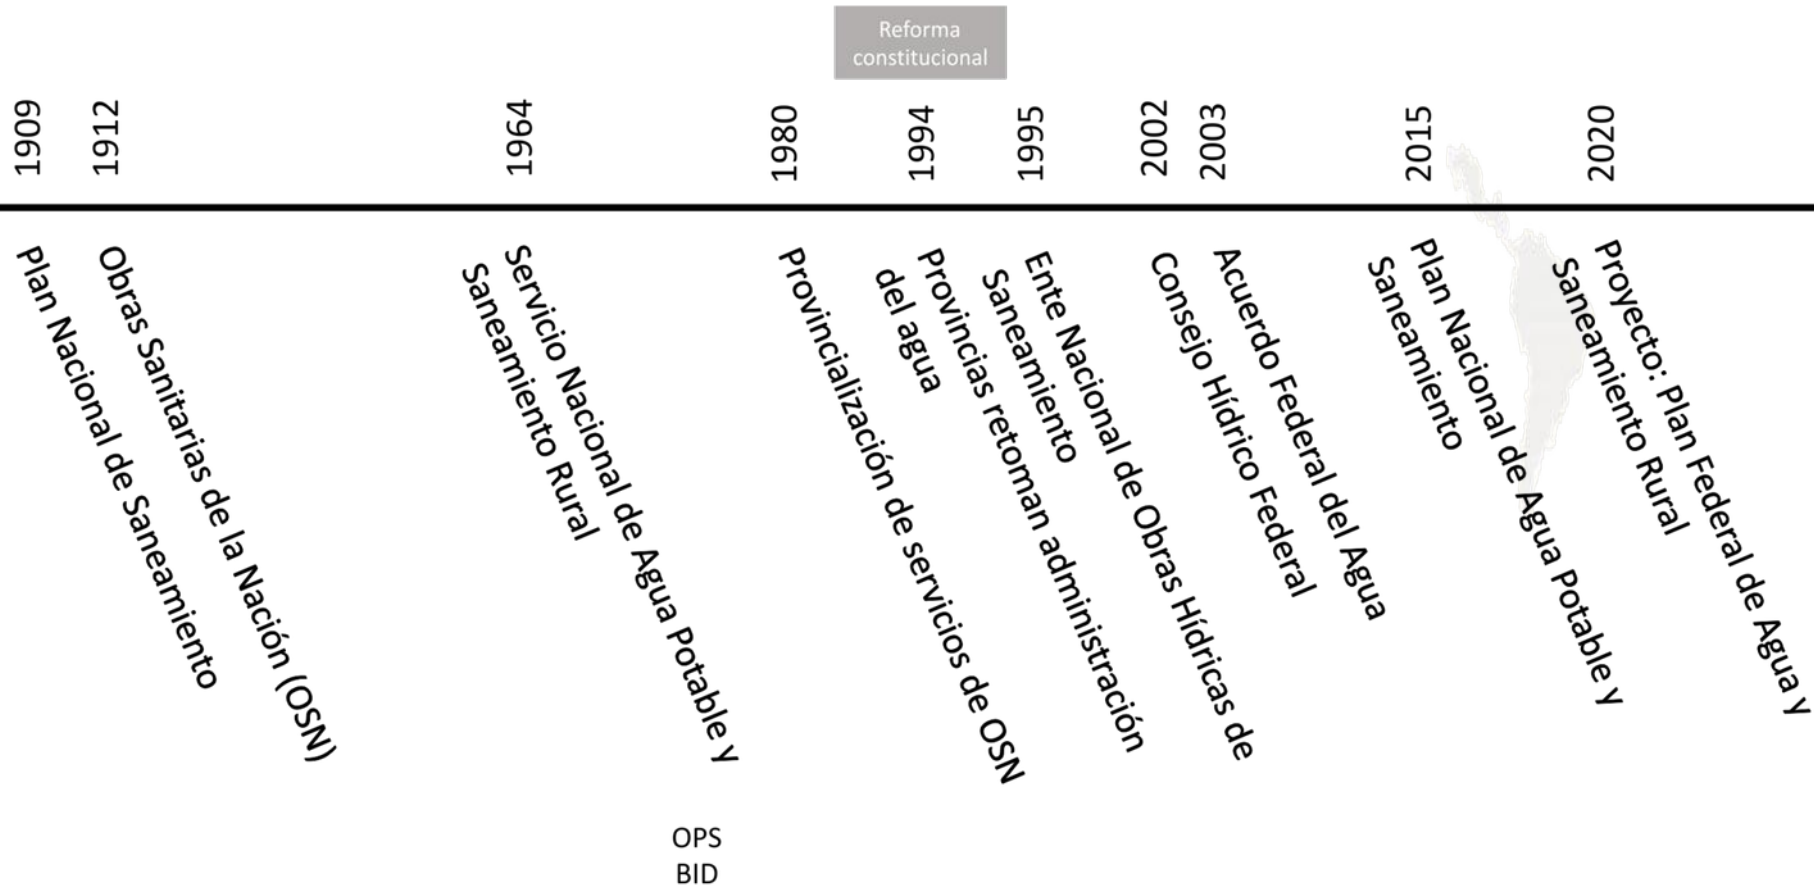 Reforma
constitucional
1909
1912
1964
1980
1994
1995
2002
2003
2015
2020
Plan Nacional de Saneamiento
Obras Sanitarias de la Nación (OSN)
Servicio Nacional de Agua Potable y
Saneamiento Rural
Provincialización de servicios de OSN
Provincias retoman administración
del agua
Ente Nacional de Obras Hídricas de
Saneamiento
Consejo Hídrico Federal
Acuerdo Federal del Agua
Plan Nacional de Agua Potable y
Saneamiento
Proyecto: Plan Federal de Agua y
Saneamiento Rural
OPS
BID